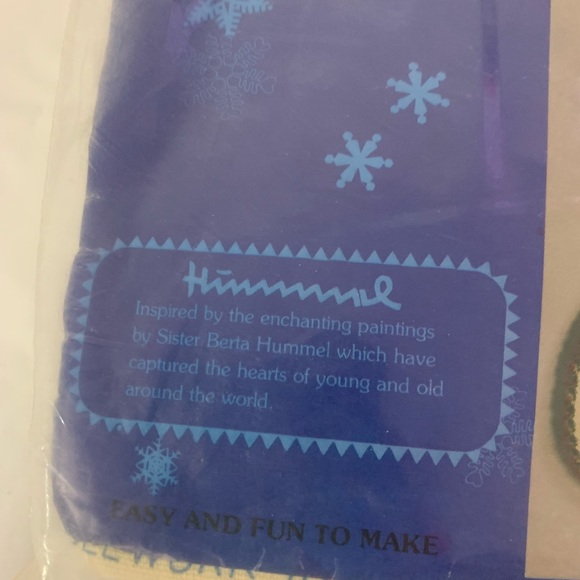 Hummel
Inspired by the enchanting paintings
by Sister Berta Hummel which have
captured the hearts of young and old
around the world.
EASY AND FUN TO MAKE